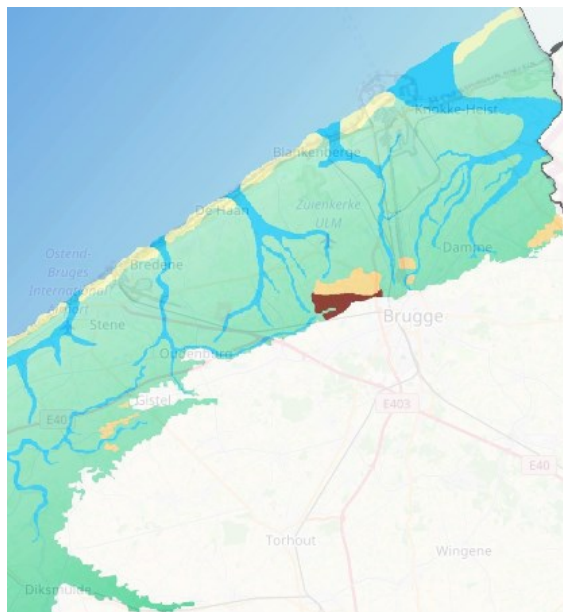 Knokke-Heist
Blankenberge
Zuienkerke
ULM
De Haan
Damme
Ostend-
Bruges
International
Airport
Bredene
Stene
Brugge
Oudenburg
Gistel
E40
E403
E40
Torhout
Wingene
Diksmuide